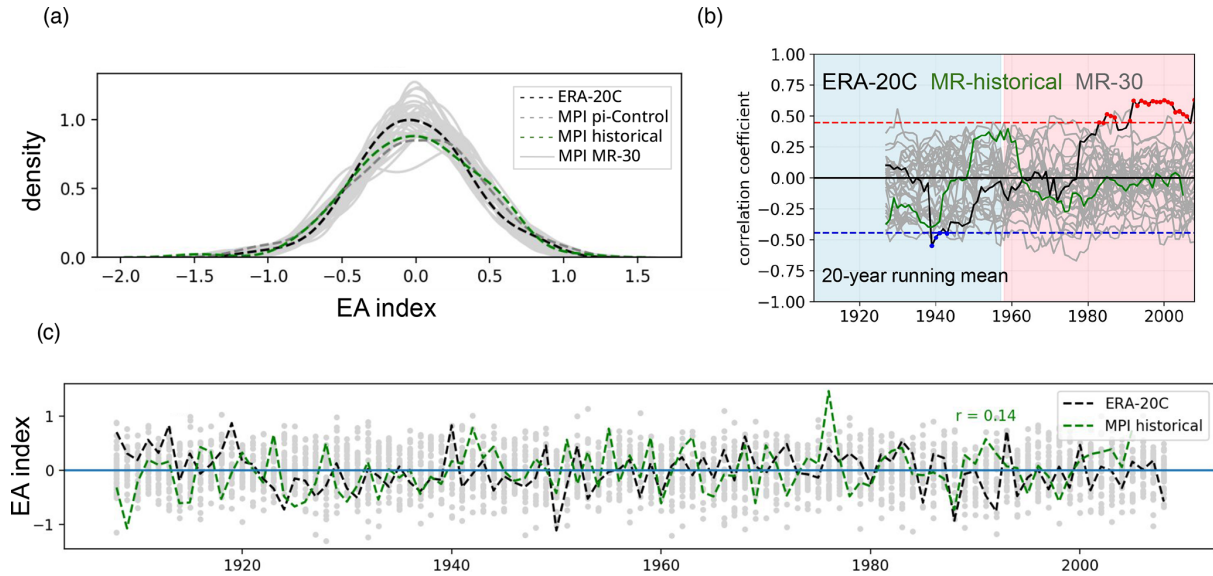 (a)
density
1.0
0.5
0.0
−2.0 −1.5 −1.0 −0.5 0.0 0.5 1.0 1.5
EA index
ERA-20C
MPI pi-Control
MPI historical
MPI MR-30
(b)
correlation coefficient
1.00
0.75
0.50
0.25
0.00
−0.25
−0.50
−0.75
−1.00
ERA-20C MR-historical MR-30
20-year running mean
1920 1940 1960 1980 2000
(c)
EA index
1
0
−1
r = 0.14
ERA-20C
MPI historical
1920 1940 1960 1980 2000